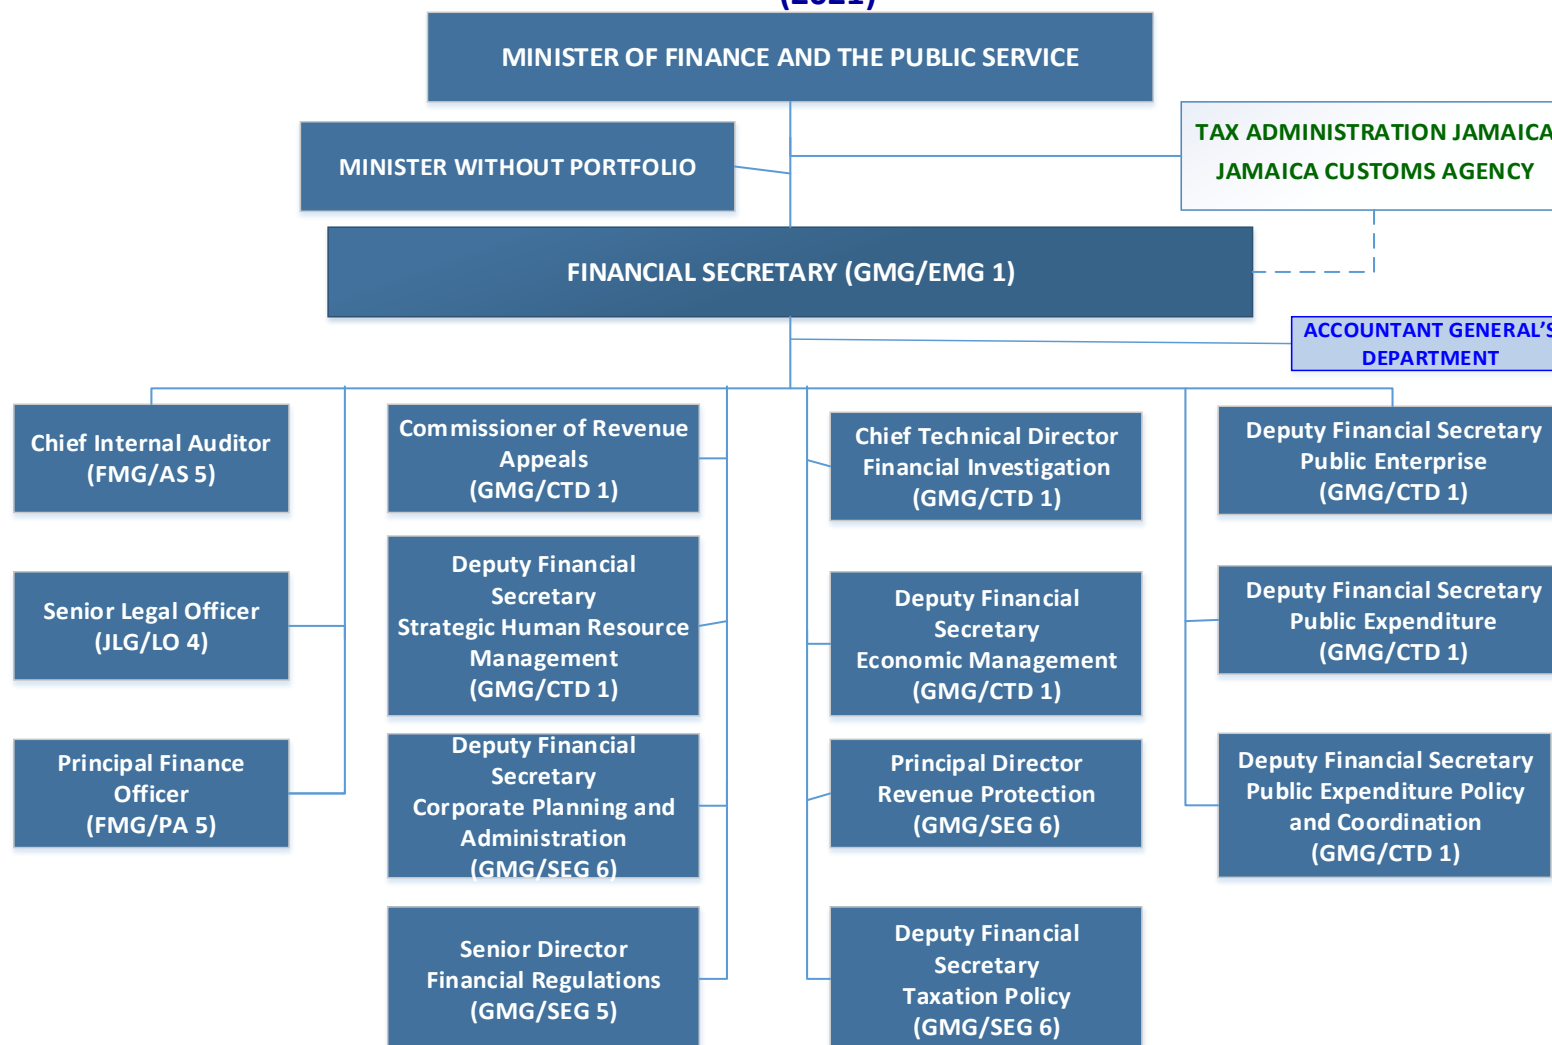 (2021)
MINISTER OF FINANCE AND THE PUBLIC SERVICE
MINISTER WITHOUT PORTFOLIO
TAX ADMINISTRATION JAMAICA
JAMAICA CUSTOMS AGENCY
FINANCIAL SECRETARY (GMG/EMG 1)
ACCOUNTANT GENERAL’S
DEPARTMENT
Chief Internal Auditor
(FMG/AS 5)
Senior Legal Officer
(JLG/LO 4)
Principal Finance
Officer
(FMG/PA 5)
Commissioner of Revenue
Appeals
(GMG/CTD 1)
Deputy Financial
Secretary
Strategic Human Resource
Management
(GMG/CTD 1)
Deputy Financial
Secretary
Corporate Planning and
Administration
(GMG/SEG 6)
Senior Director
Financial Regulations
(GMG/SEG 5)
Chief Technical Director
Financial Investigation
(GMG/CTD 1)
Deputy Financial
Secretary
Economic Management
(GMG/CTD 1)
Principal Director
Revenue Protection
(GMG/SEG 6)
Deputy Financial
Secretary
Taxation Policy
(GMG/SEG 6)
Deputy Financial Secretary
Public Enterprise
(GMG/CTD 1)
Deputy Financial Secretary
Public Expenditure
(GMG/CTD 1)
Deputy Financial Secretary
Public Expenditure Policy
and Coordination
(GMG/CTD 1)